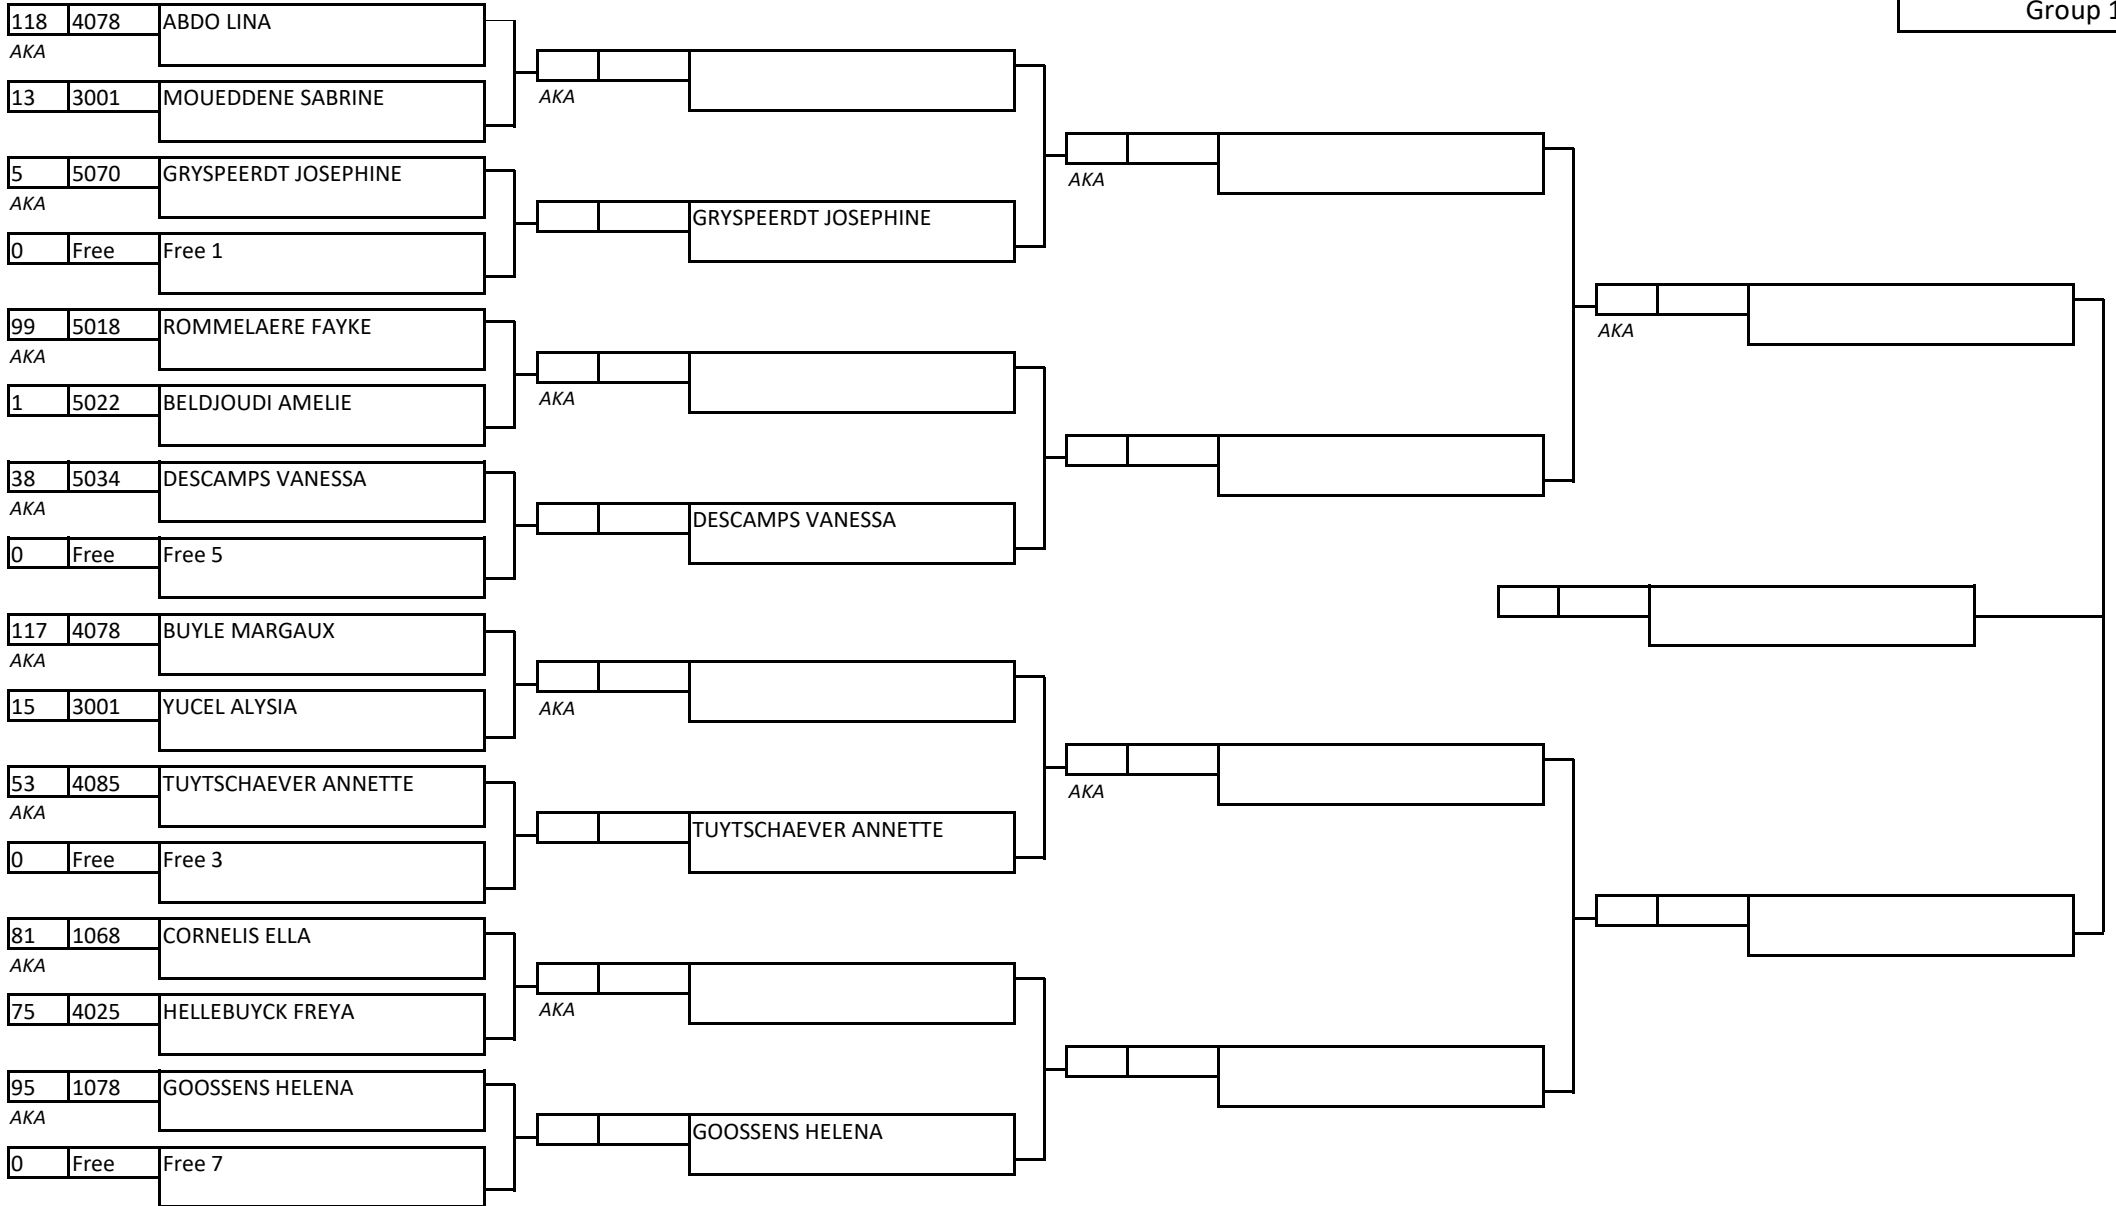 Group 1
118 4078 ABDO LINA
AKA
13 3001 MOUEDDENE SABRINE
AKA
5 5070 GRYSPEERDT JOSEPHINE
AKA
AKA
GRYSPEERDT JOSEPHINE
0 Free Free 1
99 5018 ROMMELAERE FAYKE
AKA
AKA
1 5022 BELDJOUDI AMELIE
AKA
38 5034 DESCAMPS VANESSA
AKA
DESCAMPS VANESSA
0 Free Free 5
117 4078 BUYLE MARGAUX
AKA
15 3001 YUCEL ALYSIA
AKA
53 4085 TUYTSCHAEVER ANNETTE
AKA
AKA
TUYTSCHAEVER ANNETTE
0 Free Free 3
81 1068 CORNELIS ELLA
AKA
75 4025 HELLEBUYCK FREYA
AKA
95 1078 GOOSSENS HELENA
AKA
GOOSSENS HELENA
0 Free Free 7